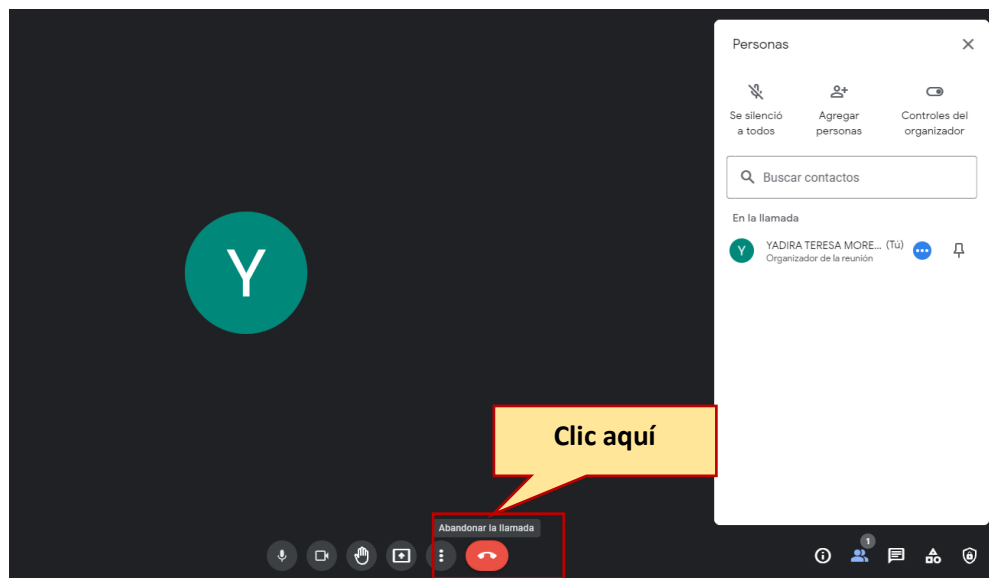 Personas
Se silenció
a todos
Agregar
personas
Controles del
organizador
Buscar contactos
En la llamada
Y
YADIRA TERESA MORE... (Tú)
Organizador de la reunión
Y
Clic aquí
Abandonar la llamada
1